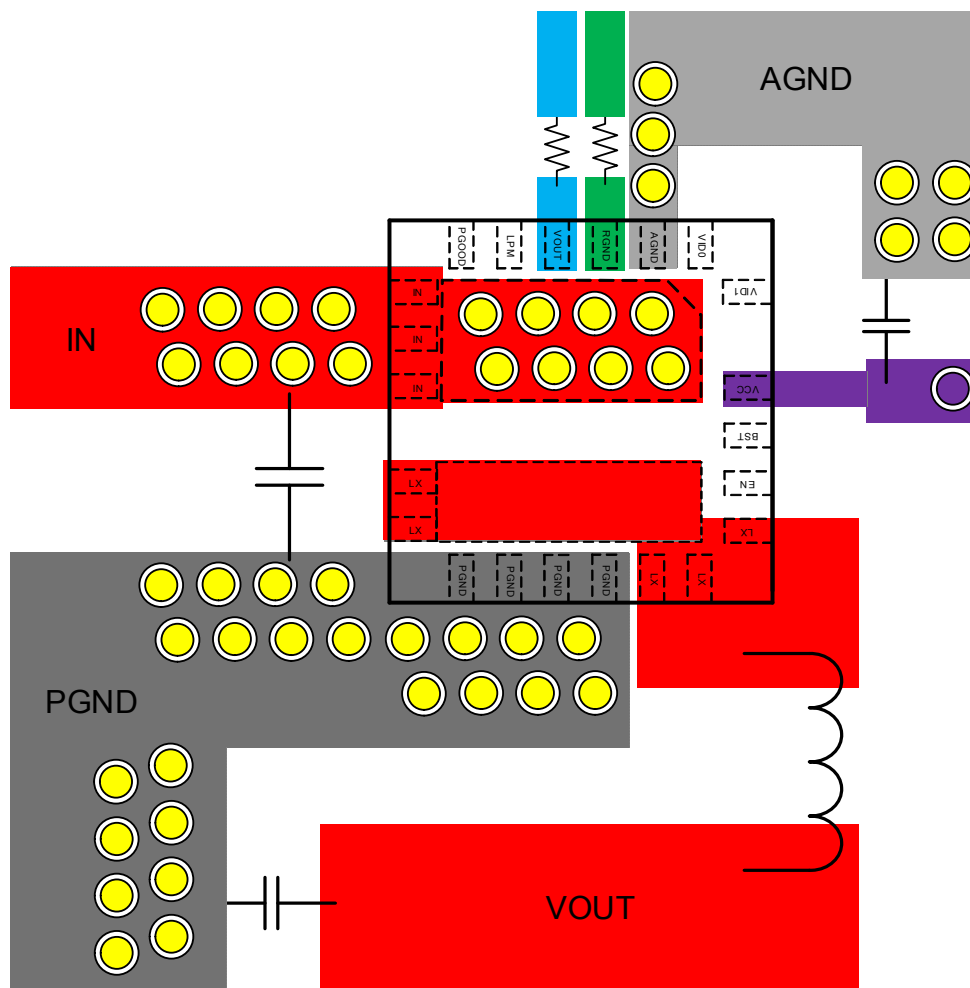 AGND
PGOOD
LPM
VOUT
RGND
AGND
VID0
IN
IN
IN
IN
VID1
VCC
BST
EN
LX
LX
LX
PGND
PGND
PGND
PGND
LX
LX
PGND
VOUT